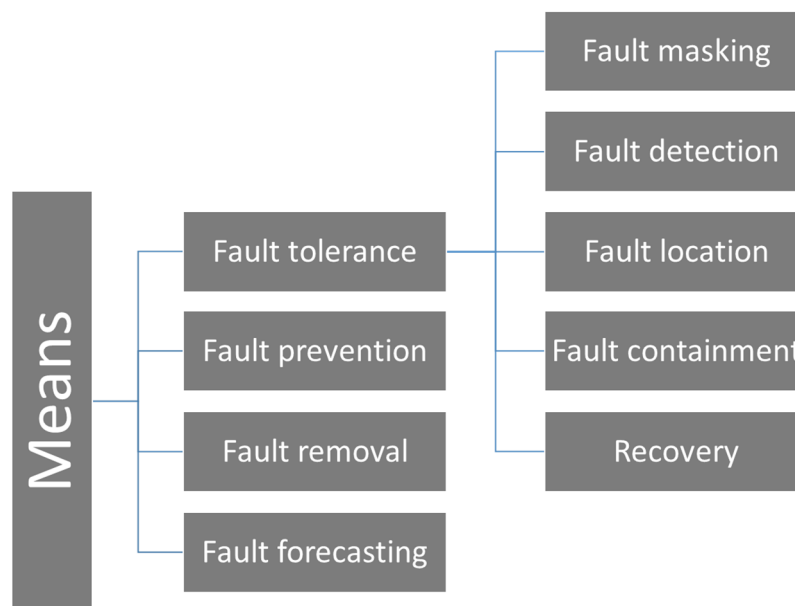 Means
Fault tolerance
Fault prevention
Fault removal
Fault forecasting
Fault masking
Fault detection
Fault location
Fault containment
Recovery